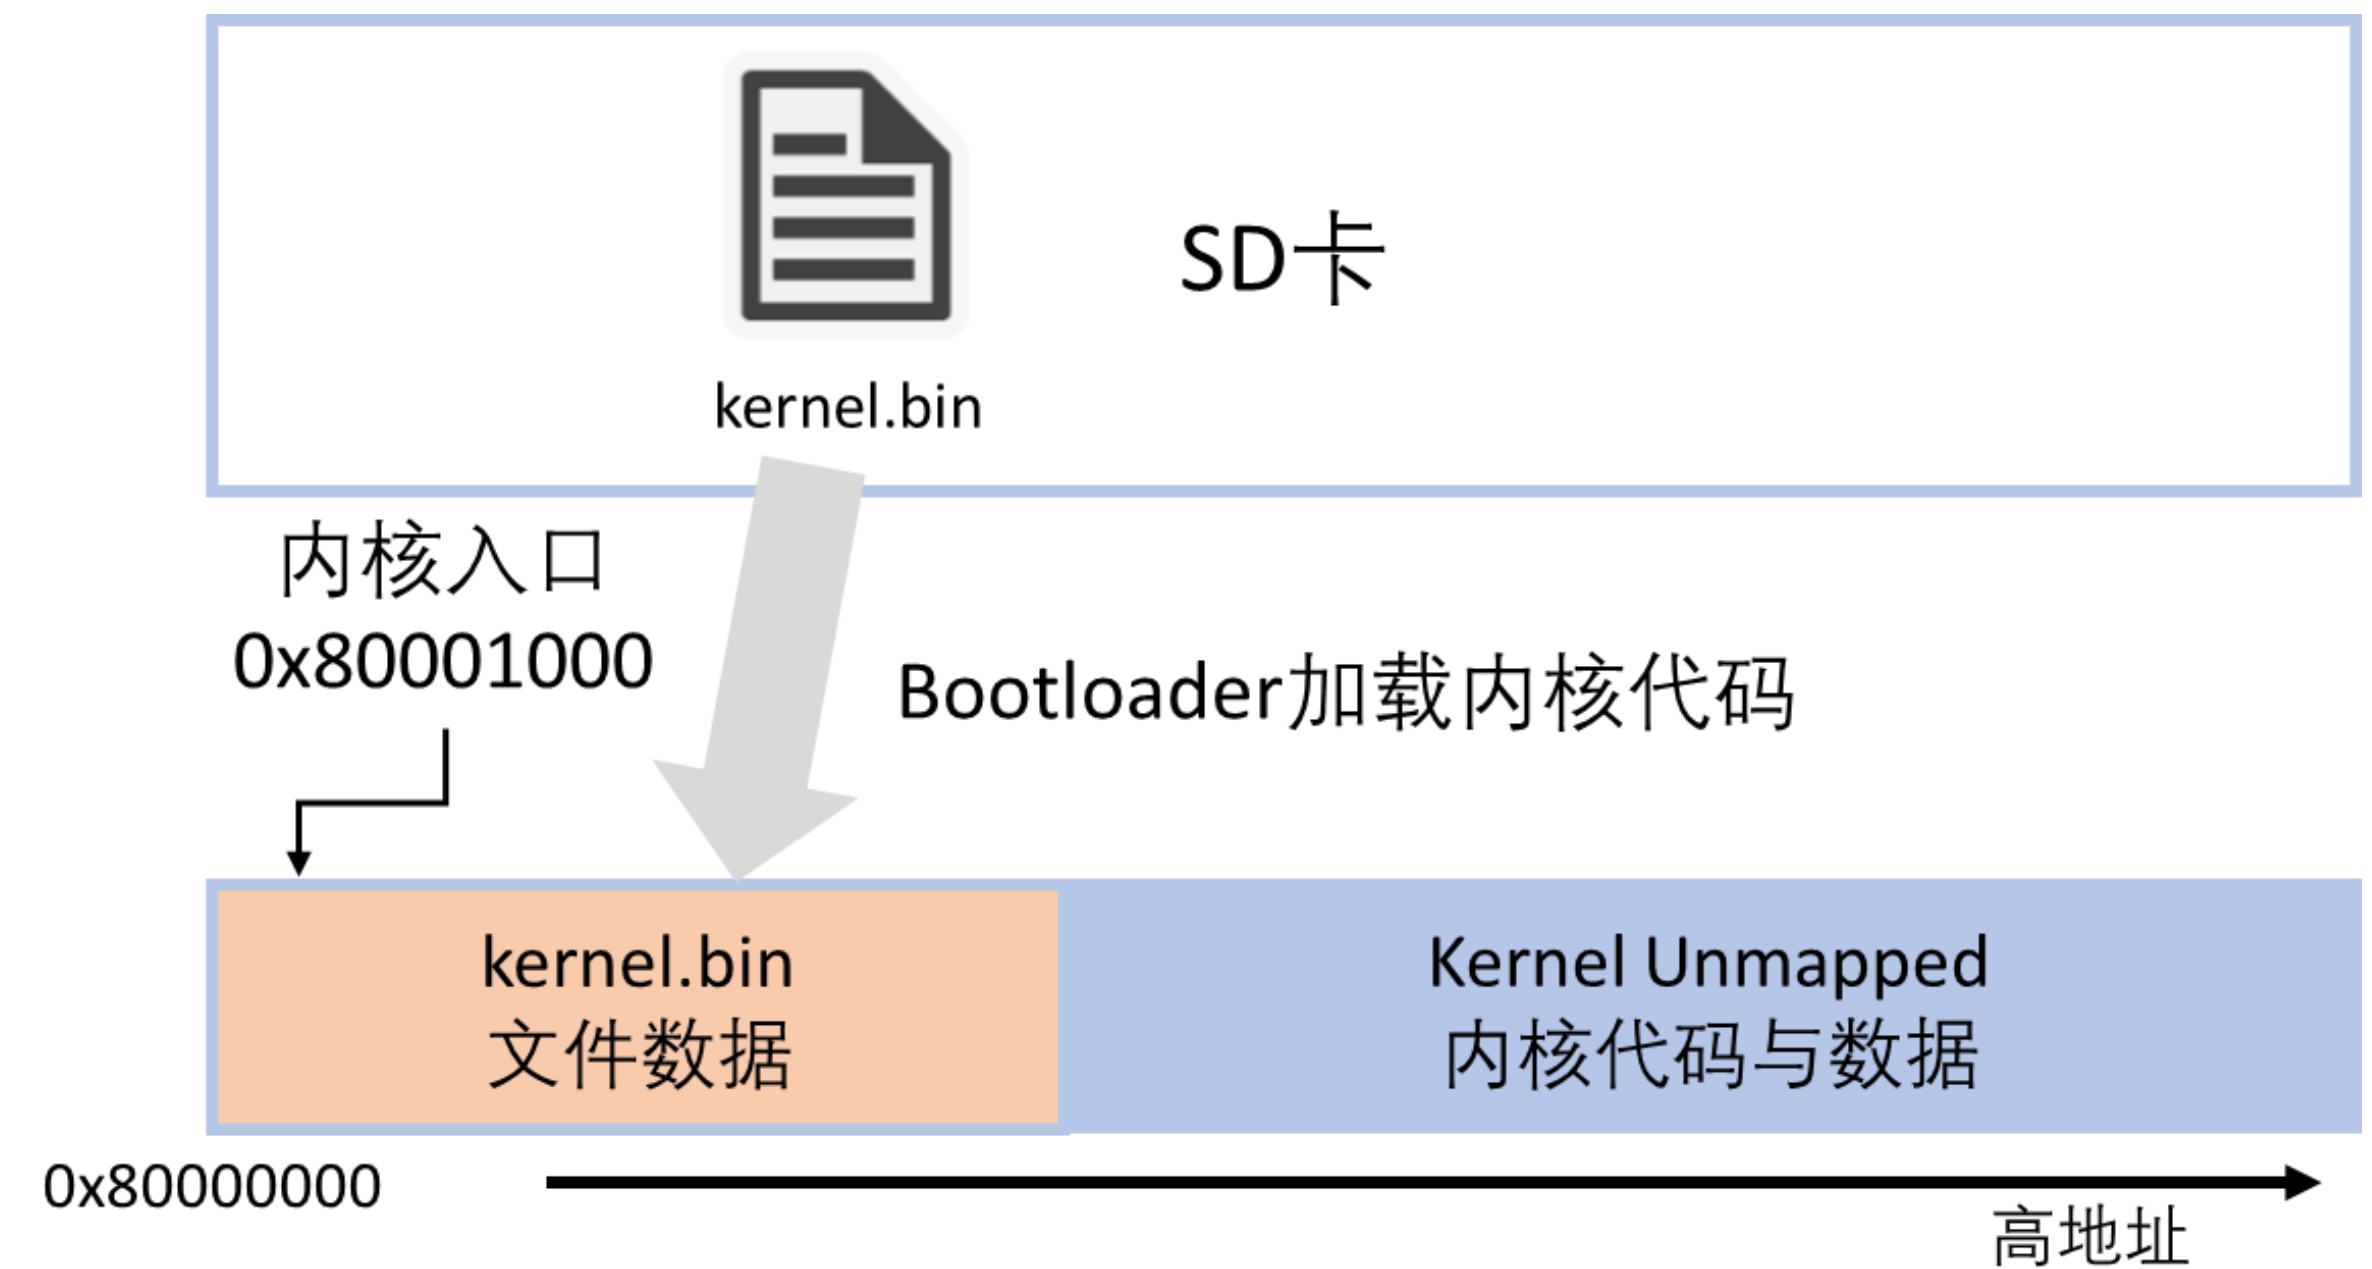 SD卡
kernel.bin
内核入口
0x80001000
Bootloader加载内核代码
kernel.bin
文件数据
Kernel Unmapped
内核代码与数据
0x80000000
高地址